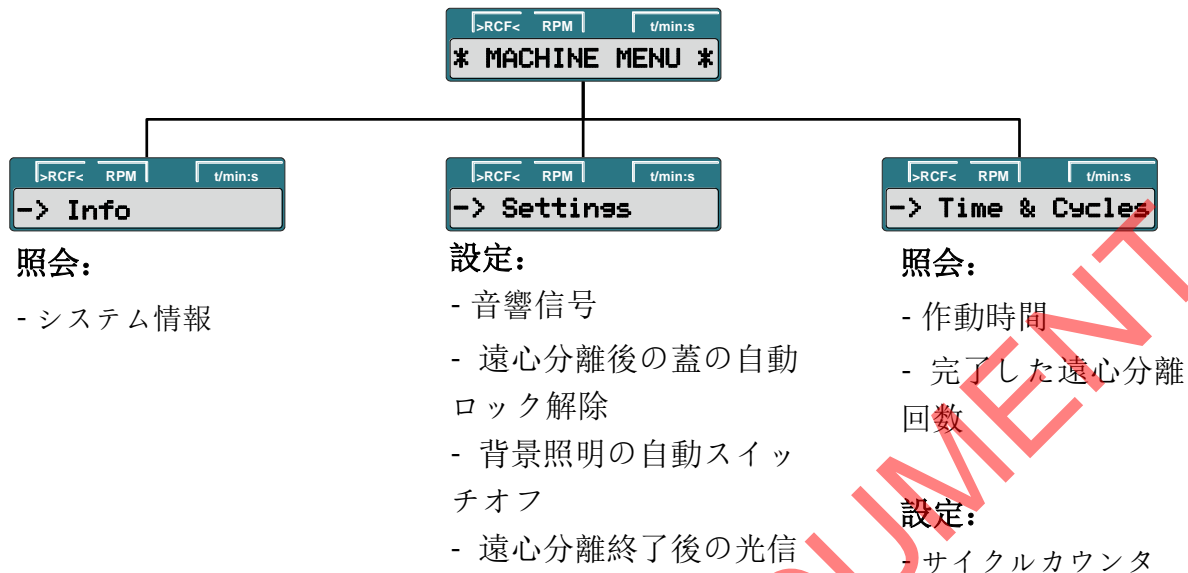 >RCF< RPM t/min:s
* MACHINE MENU *
>RCF< RPM t/min:s
-> Info
照会：
- システム情報
>RCF< RPM t/min:s
-> Settings
設定：
- 音響信号
- 遠心分離後の蓋の自動
ロック解除
- 背景照明の自動スイッ
チオフ
- 遠心分離終了後の光信
>RCF< RPM t/min:s
-> Time & Cycles
照会：
- 作動時間
- 完了した遠心分離
回数
設定：
- サイクルカウンタ
UMENT